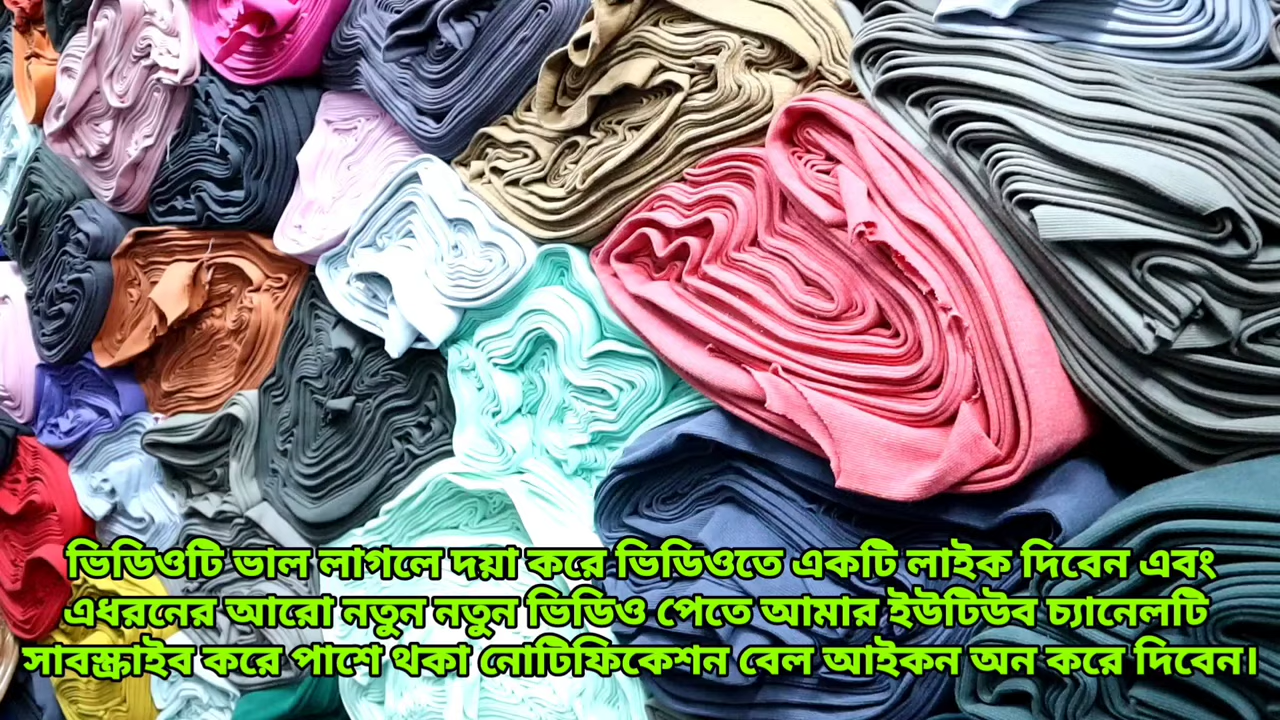 ভিডিওটি ভাল লাগলে দয়া করে ভিডিওতে একটি লাইক দিবেন এবং
এধরনের আরো নতুন নতুন ভিডিও পেতে আমার ইউটিউব চ্যানেলটি
সাবস্ক্রাইব করে পাশে থকা নোটিফিকেশন বেল আইকন অন করে দিবেন।